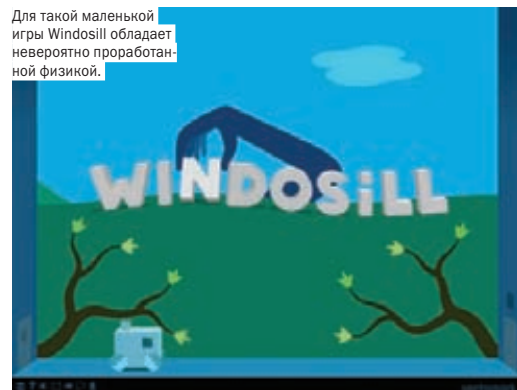 Для такой маленькой
игры Windosill обладает
невероятно проработан-
ной физикой.
WINDOSiLL